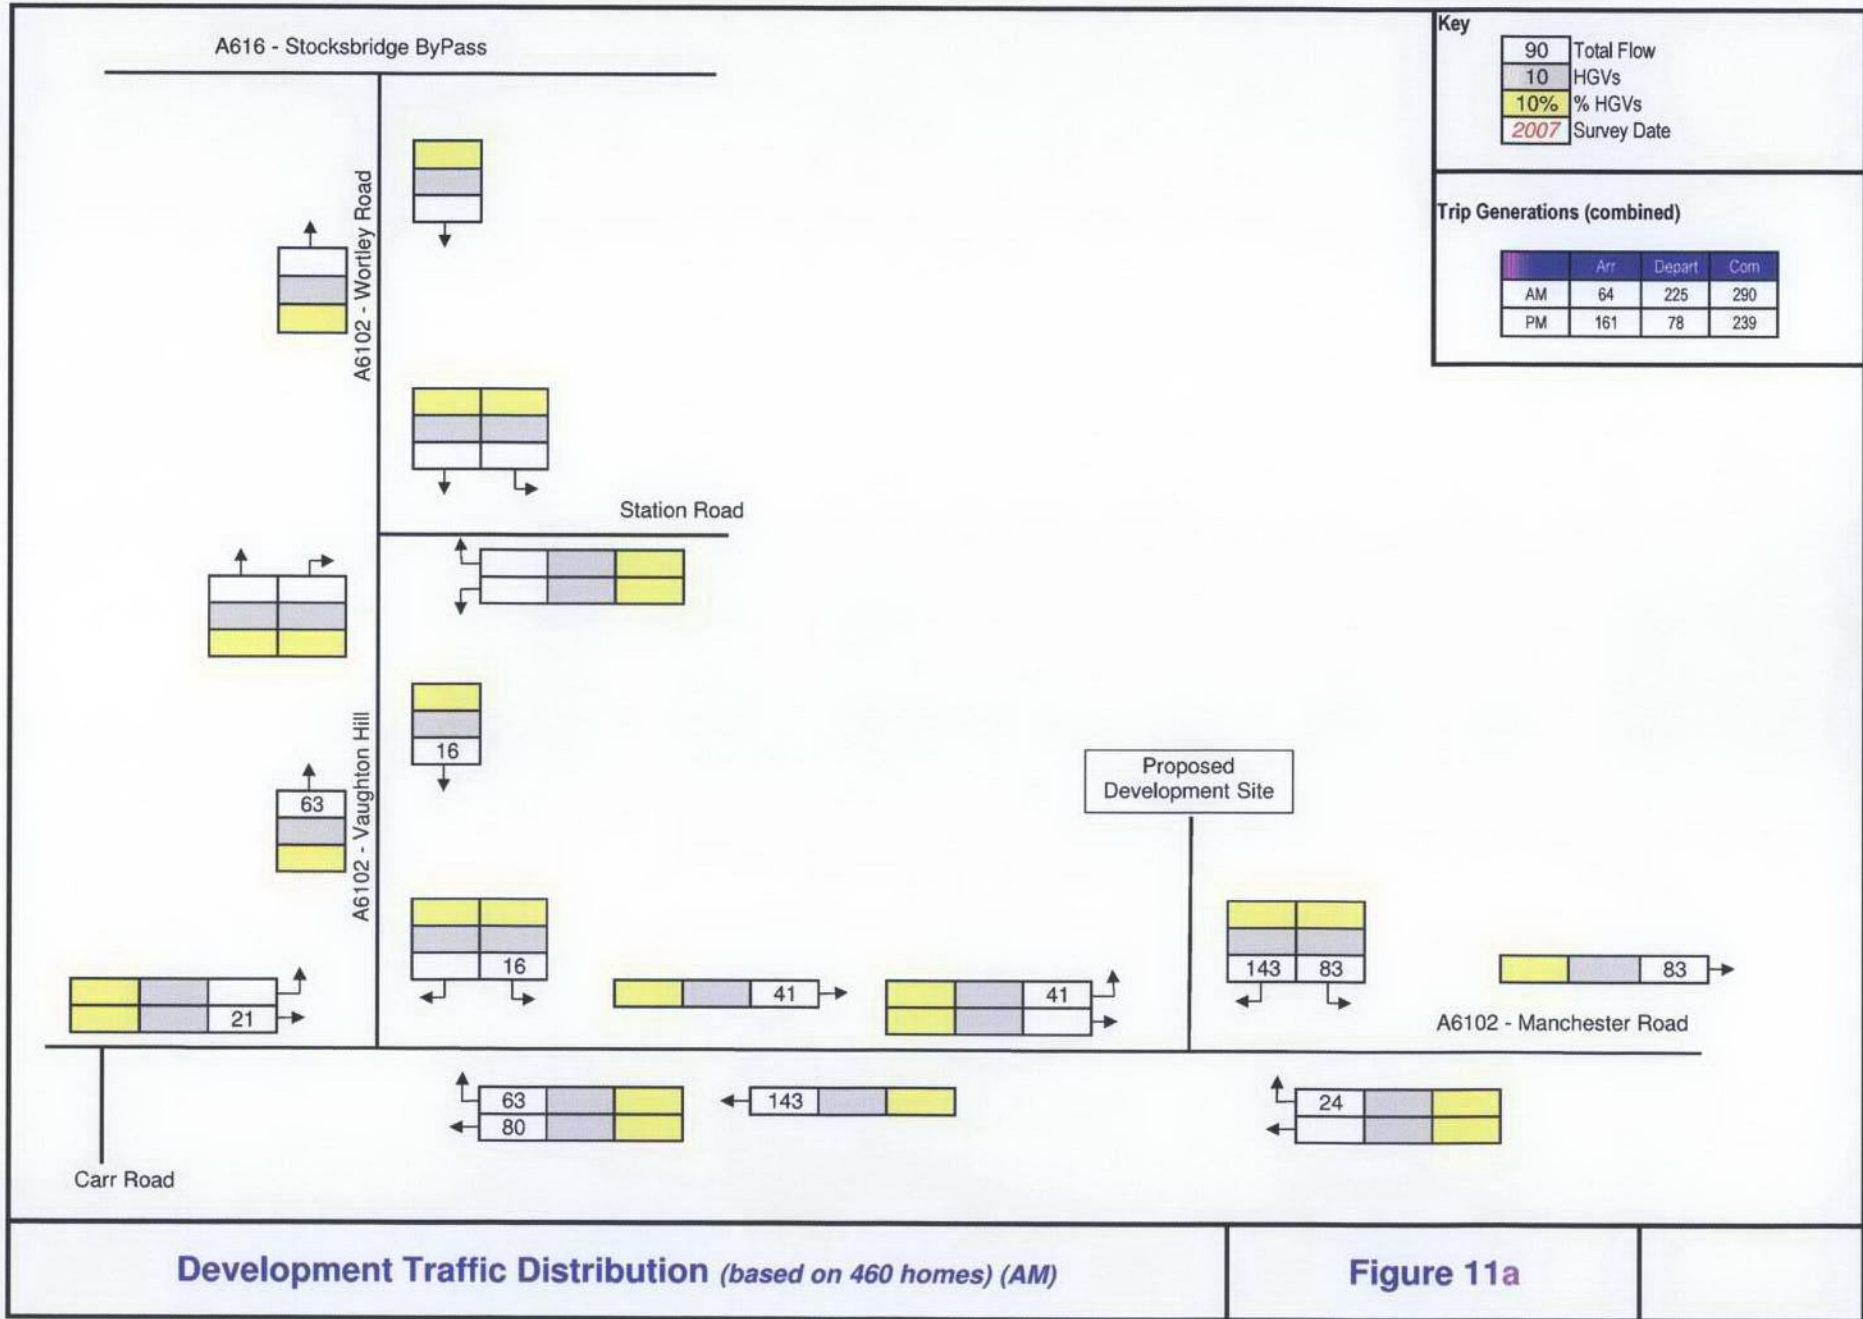 A616 - Stocksbridge ByPass
Key
90 Total Flow
10 HGVs
10% % HGVs
2007 Survey Date
Trip Generations (combined)
Arr Depart Com
AM 64 225 290
PM 161 78 239
A6102 - Wortley Road
Station Road
A6102 - Vaughton Hill
16
63
Proposed
Development Site
16
143 83
41
41
83
21
A6102 - Manchester Road
63
80
143
24
Carr Road
Development Traffic Distribution (based on 460 homes) (AM)
Figure 11a